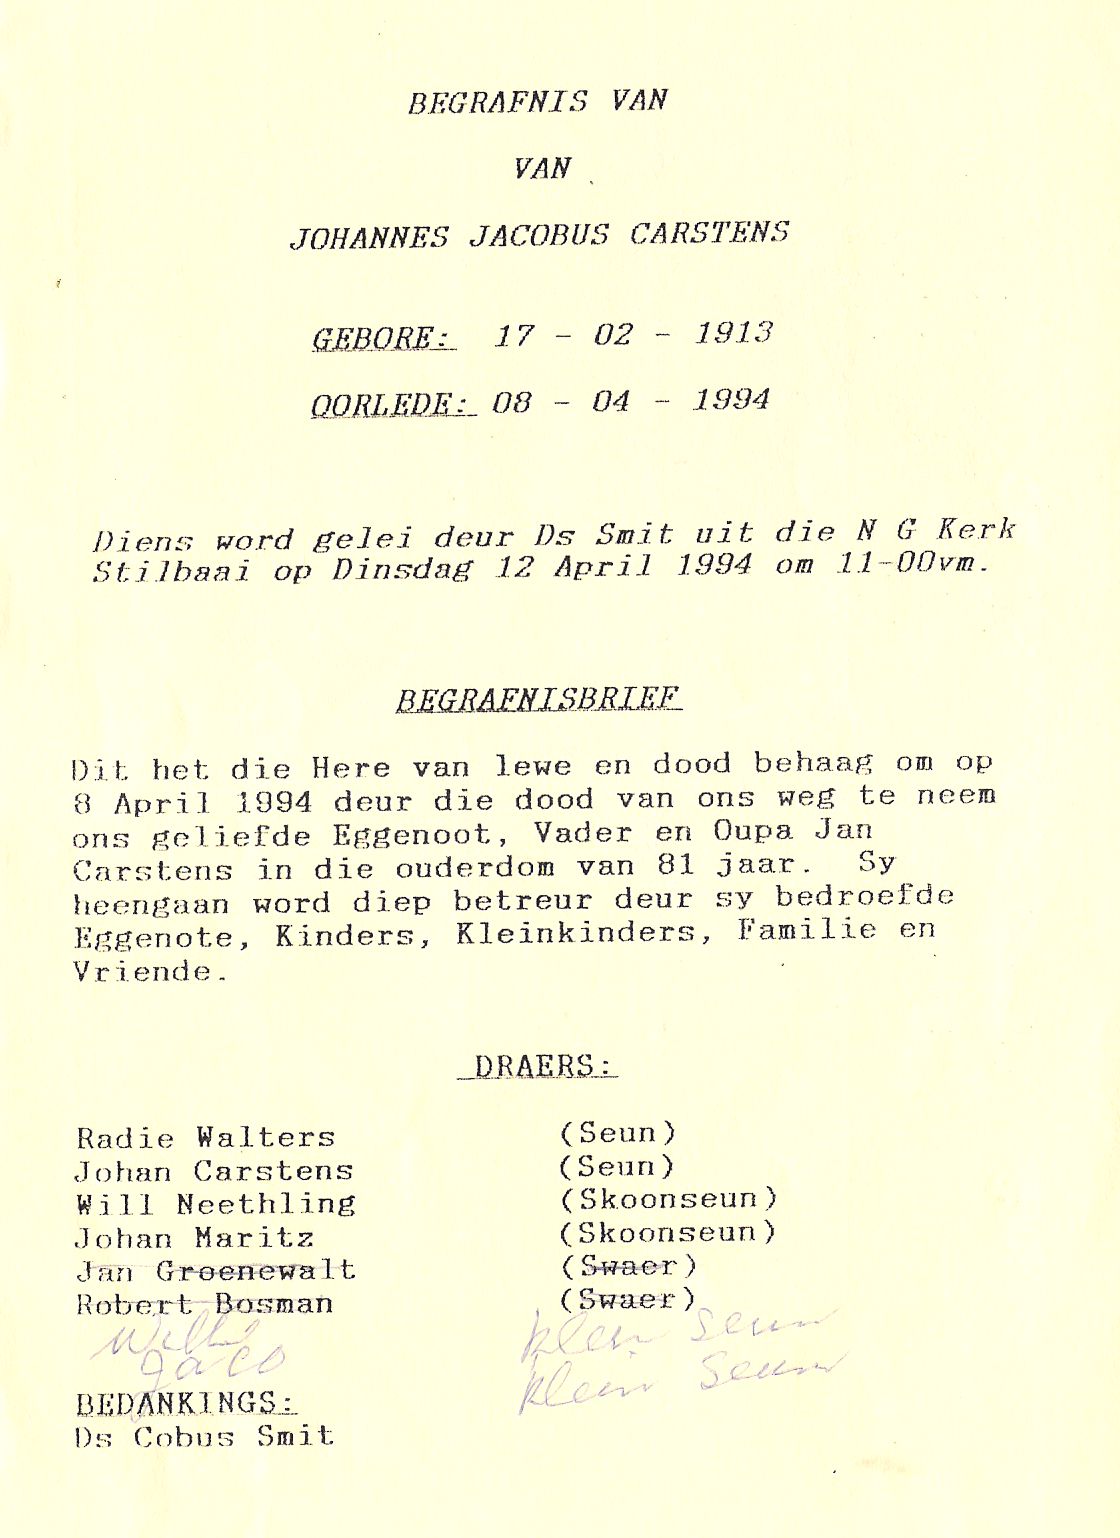 BEGRAFNIS VAN
VAN
JOHANNES JACOBUS CARSTENS
GEBORE: 17 - 02 - 1913
OORLEDE: 08 - 04 - 1994
Diens word gelei deur Ds Smit uit die N G Kerk
Stilbaai op Dinsdag 12 April 1994 om 11-00vm.
BEGRAFNISBRIEF
Dit het die Here van lewe en dood behaag om op
8 April 1994 deur die dood van ons weg te neem
ons geliefde Eggenoot, Vader en Oupa Jan
Carstens in die ouderdom van 81 jaar. Sy
heengaan word diep betreur deur sy bedroefde
Eggenote, Kinders, Kleinkinders, Familie en
Vriende.
DRAERS:
Radie Walters (Seun)
Johan Carstens (Seun)
Will Neethling (Skoonseun)
Johan Maritz (Skoonseun)
Jan Groenewalt (Swaer)
Robert Bosman (Swaer)
klein seun
Jaco klein seun
BEDANKINGS:
Ds Cobus Smit